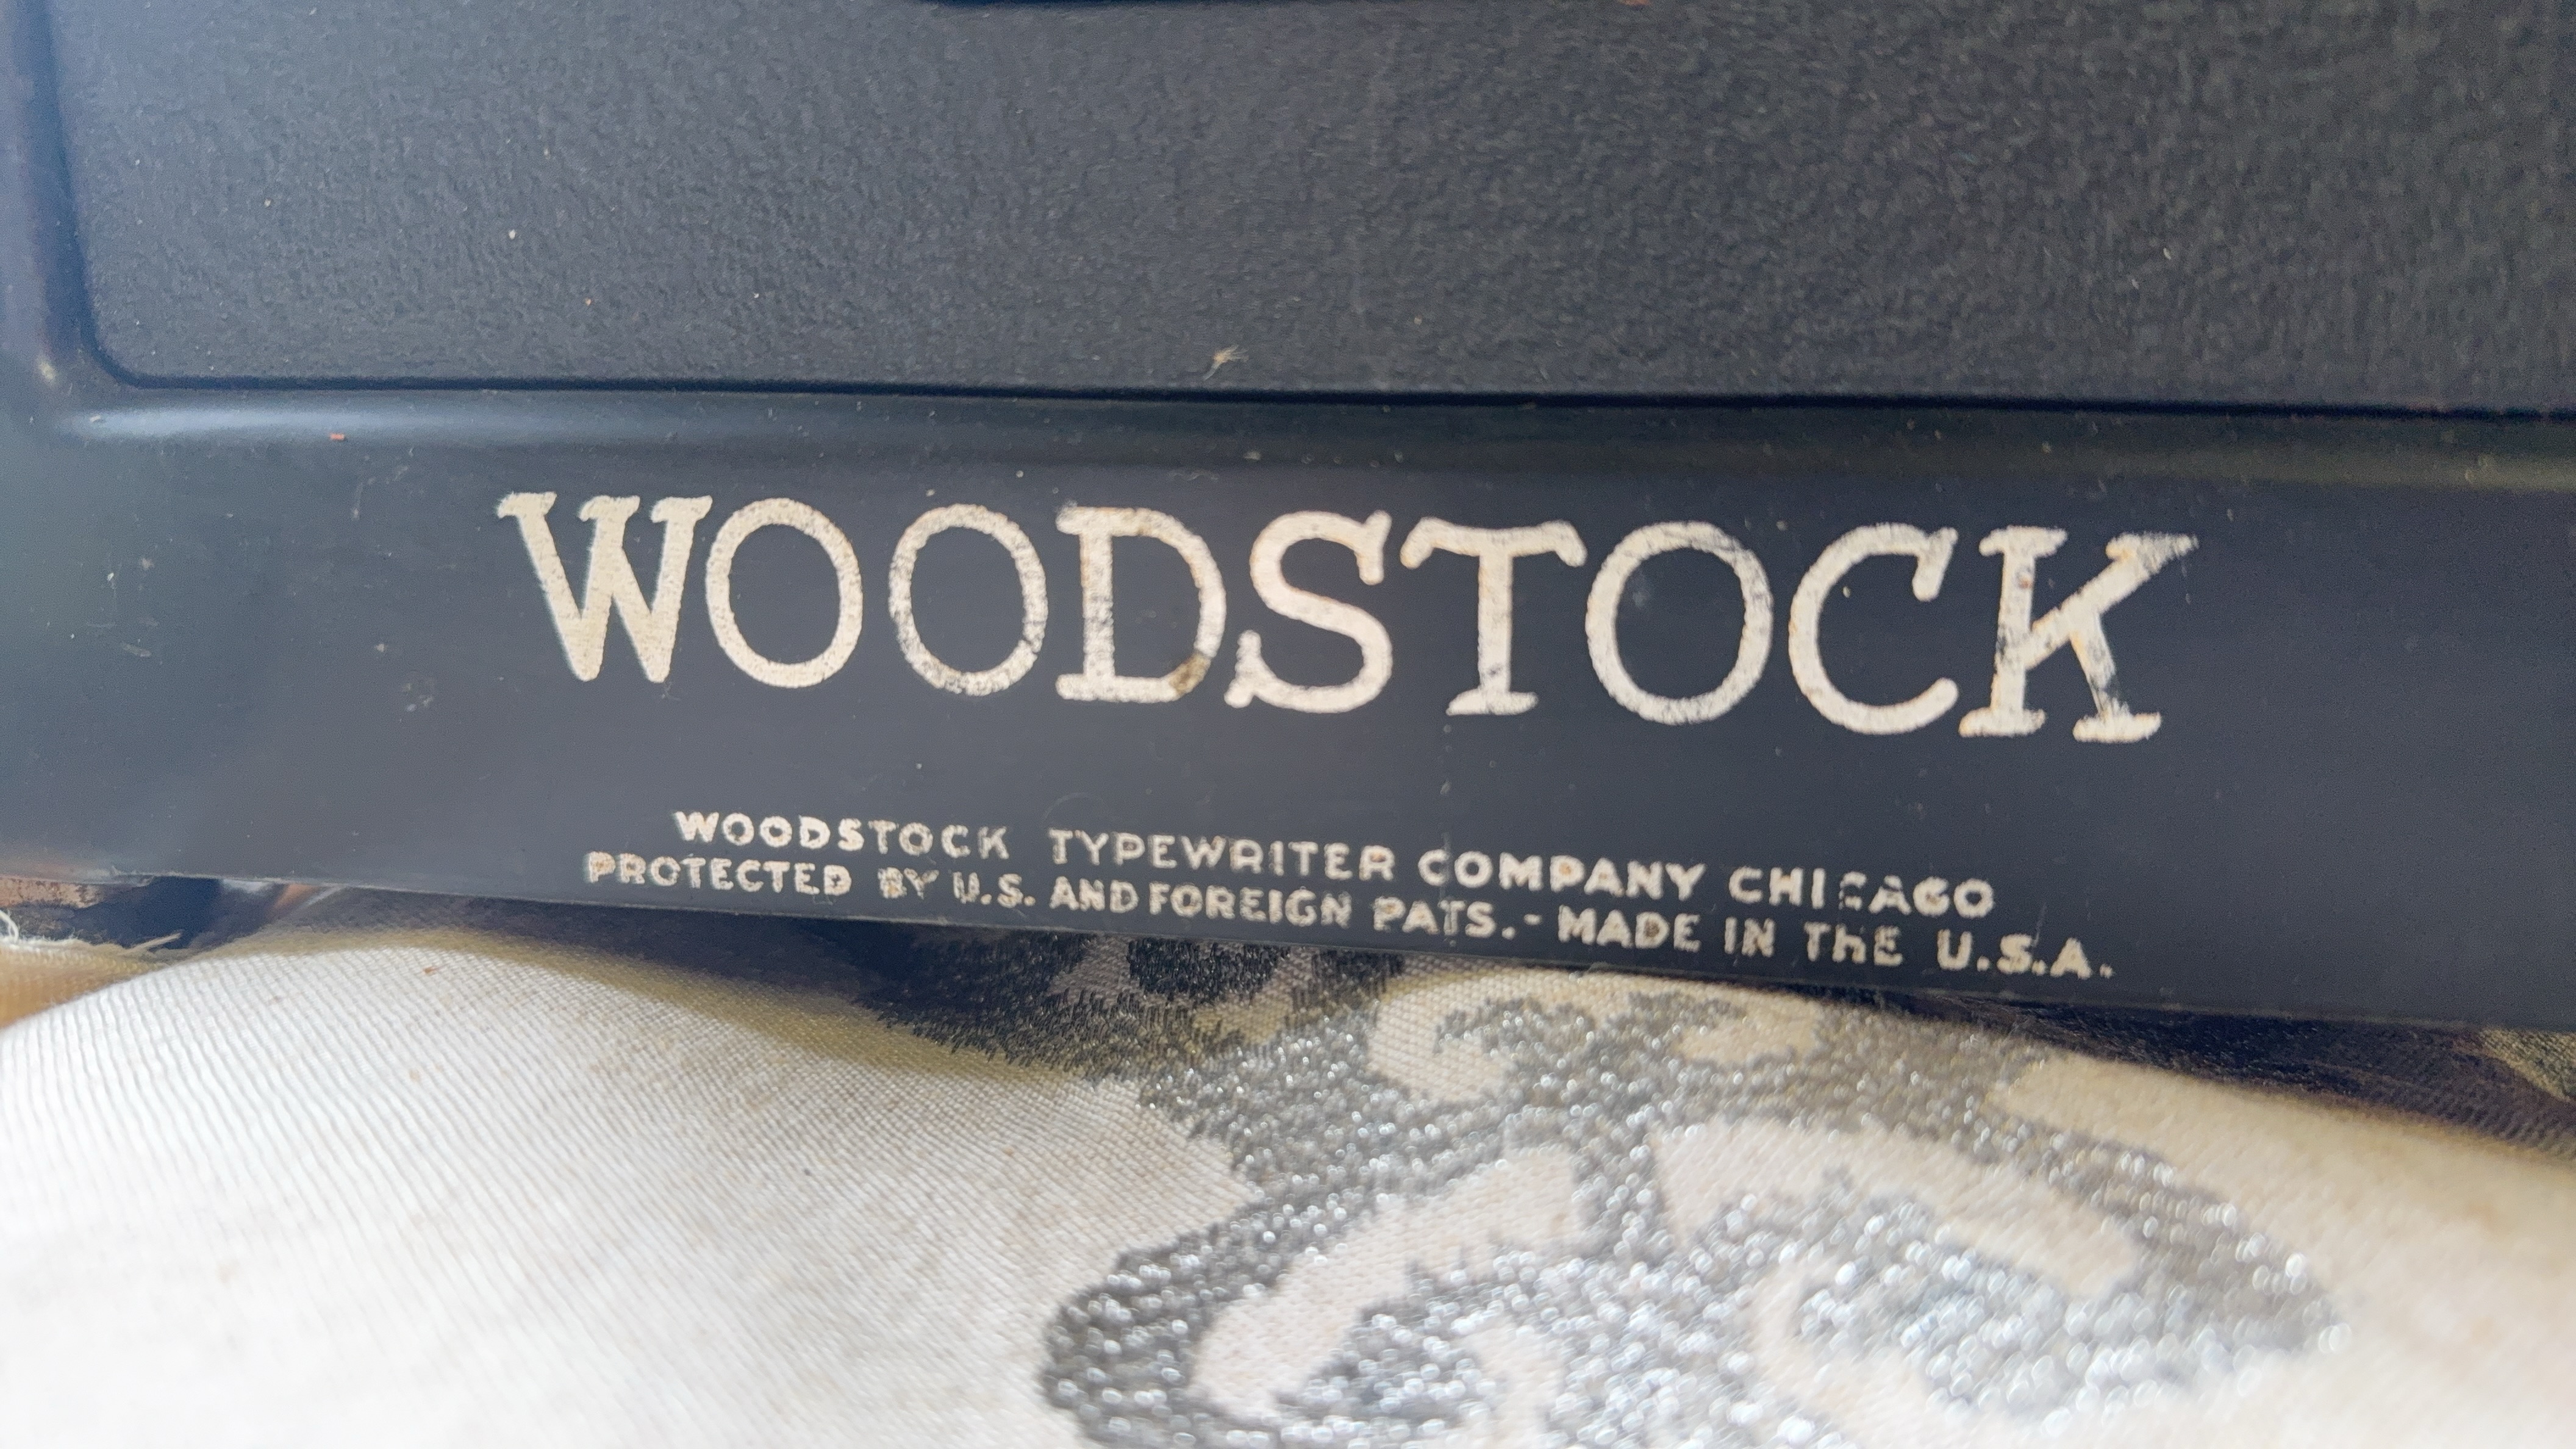 WOODSTOCK
WOODSTOCK TYPEWRITER COMPANY CHICAGO
PROTECTED BY U.S. AND FOREIGN PATS.- MADE IN ThE U.S.A.